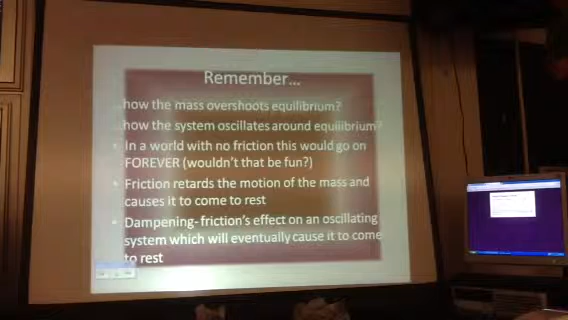 Remember...
...how the mass overshoots equilibrium?
...how the system oscillates around equilibrium?
• In a world with no friction this would go on
FOREVER (wouldn't that be fun?)
• Friction retards the motion of the mass and
causes it to come to rest
• Dampening- friction's effect on an oscillating
system which will eventually cause it to come
to rest